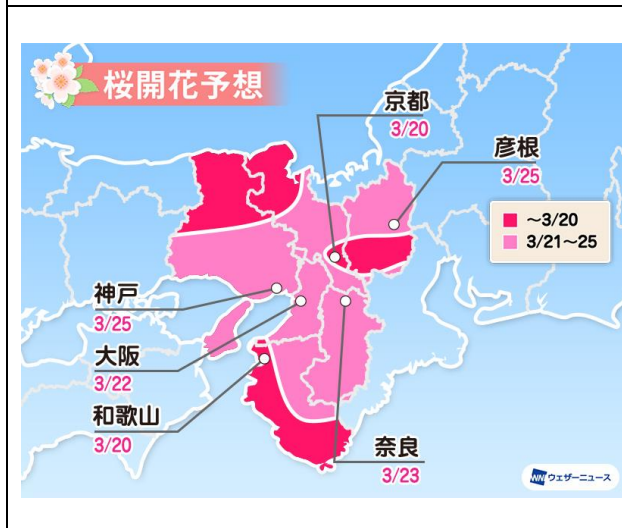 桜開花予想
京都
3/20
彦根
3/25
～3/20
3/21～25
神戸
3/25
大阪
3/22
和歌山
3/20
奈良
3/23
WN ウェザーニュース